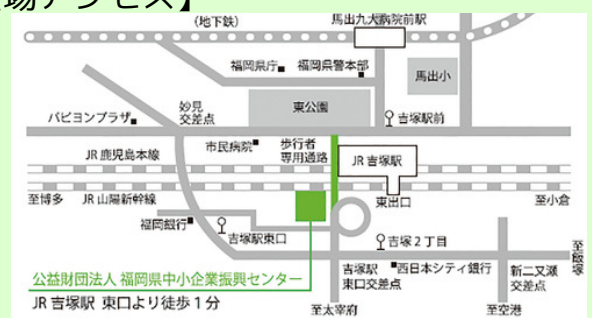 場アクセス】
(地下鉄)
馬出九大病院前駅
福岡県庁
福岡県警本部
馬出小
東公園
パピヨンプラザ
妙見
交差点
吉塚駅前
市民病院
歩行者
専用通路
JR 鹿児島本線
JR 吉塚駅
至博多
JR 山陽新幹線
東出口
至小倉
福岡銀行
吉塚駅東口
吉塚２丁目
至飯塚
公益財団法人 福岡県中小企業振興センター
吉塚駅
東口交差点
西日本シティ銀行
新二又瀬
交差点
JR 吉塚駅 東口より徒歩１分
至太宰府
至空港